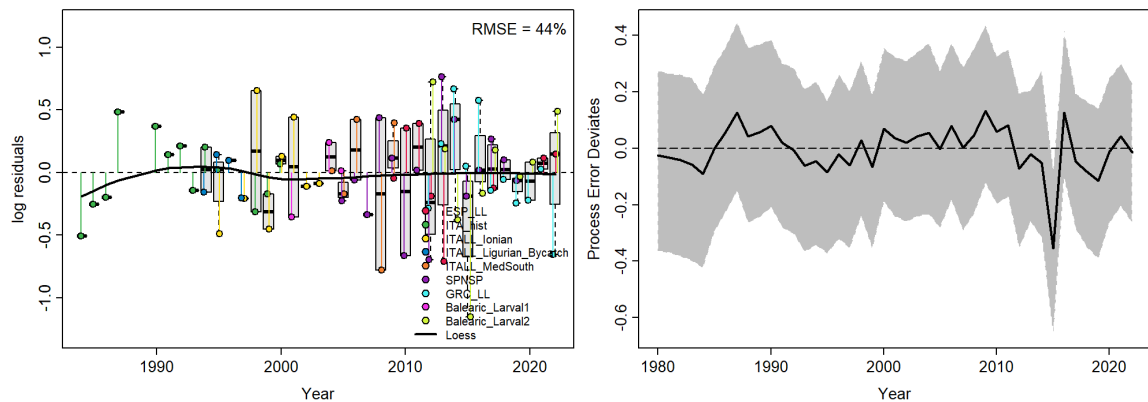 RMSE = 44%
log residuals
1.0
0.5
0.0
-0.5
-1.0
ESP_LL
ITA_hist
ITALL_Ionian
ITALL_Ligurian_Bycatch
ITALL_MedSouth
SPNSP
GRC_LL
Balearic_Larval1
Balearic_Larval2
Loess
1990 2000 2010 2020
Year
Process Error Deviates
0.4
0.2
0.0
-0.2
-0.4
-0.6
1980 1990 2000 2010 2020
Year